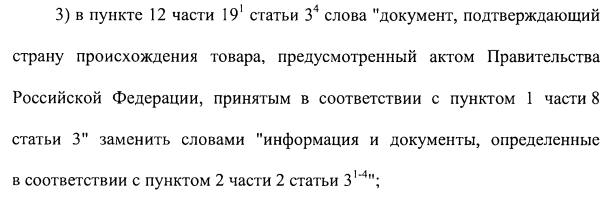 3) в пункте 12 части 19¹ статьи 3⁴ слова "документ, подтверждающий
страну происхождения товара, предусмотренный актом Правительства
Российской Федерации, принятым в соответствии с пунктом 1 части 8
статьи 3" заменить словами "информация и документы, определенные
в соответствии с пунктом 2 части 2 статьи 3¹⁻⁴";